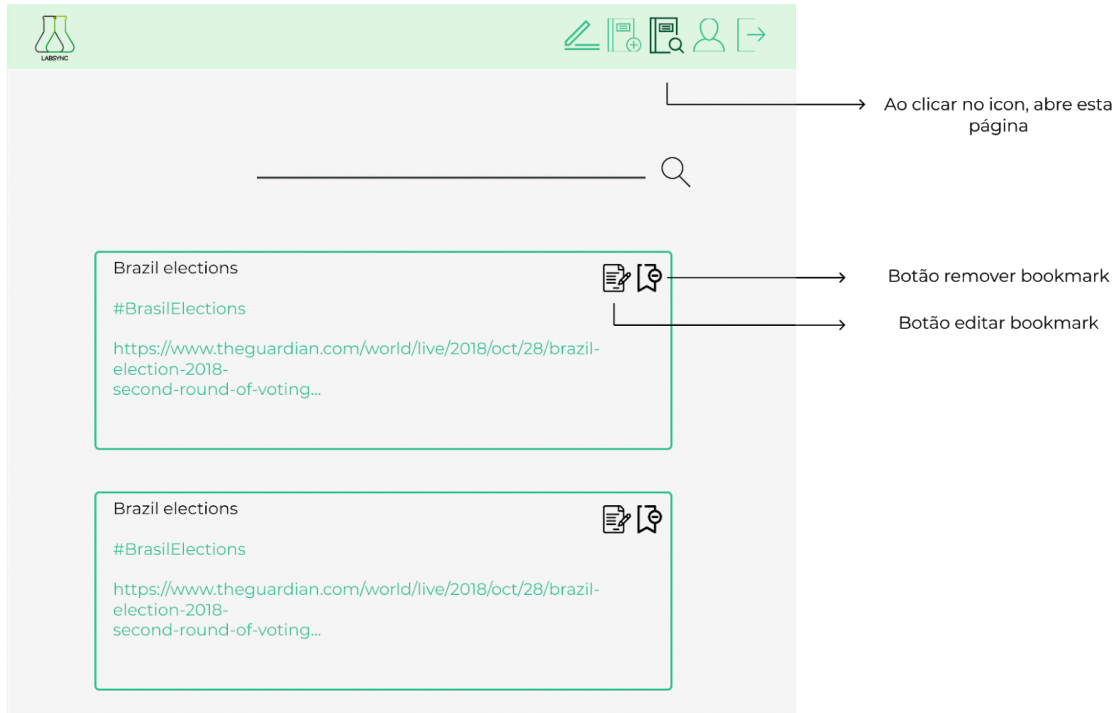 LABSYNC
Ao clicar no icon, abre esta
página
Brazil elections
#BrasilElections
https://www.theguardian.com/world/live/2018/oct/28/brazil-
election-2018-
second-round-of-voting...
Botão remover bookmark
Botão editar bookmark
Brazil elections
#BrasilElections
https://www.theguardian.com/world/live/2018/oct/28/brazil-
election-2018-
second-round-of-voting...